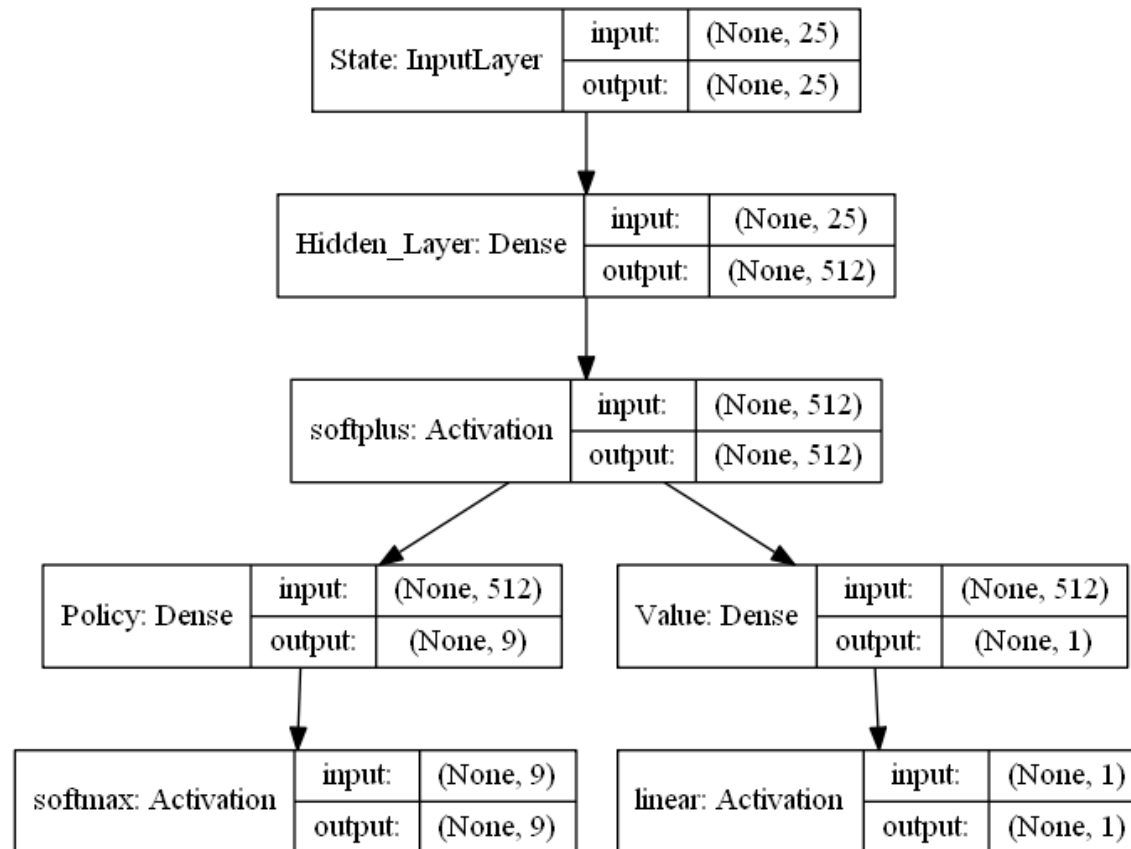 State: InputLayer
input: (None, 25)
output: (None, 25)
Hidden_Layer: Dense
input: (None, 25)
output: (None, 512)
softplus: Activation
input: (None, 512)
output: (None, 512)
Policy: Dense
input: (None, 512)
output: (None, 9)
Value: Dense
input: (None, 512)
output: (None, 1)
softmax: Activation
input: (None, 9)
output: (None, 9)
linear: Activation
input: (None, 1)
output: (None, 1)